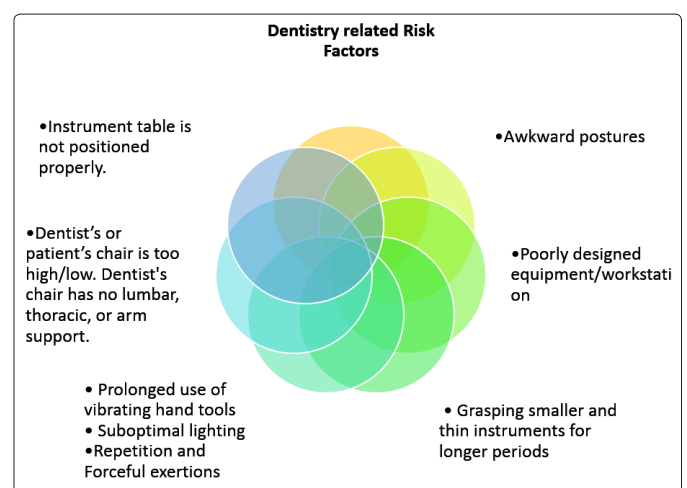 Dentistry related Risk
Factors
•Instrument table is
not positioned
properly.
•Awkward postures
•Dentist’s or
patient’s chair is too
high/low. Dentist's
chair has no lumbar,
thoracic, or arm
support.
•Poorly designed
equipment/workstati
on
• Prolonged use of
vibrating hand tools
• Suboptimal lighting
•Repetition and
Forceful exertions
• Grasping smaller and
thin instruments for
longer periods